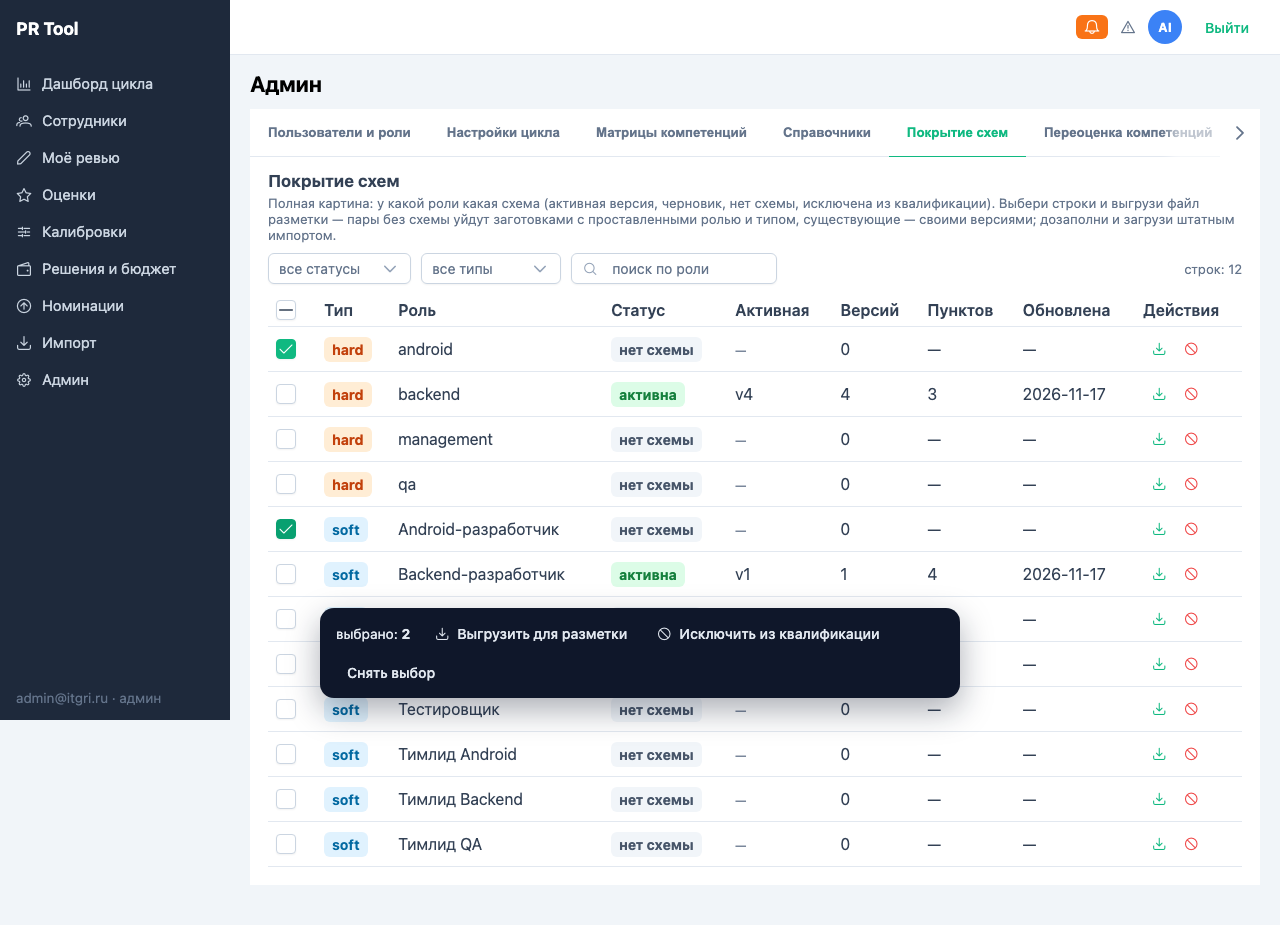 PR Tool
AI
Выйти
Дашборд цикла
Сотрудники
Моё ревью
Оценки
Калибровки
Решения и бюджет
Номинации
Импорт
Админ
admin@itgri.ru · админ
Админ
Пользователи и роли Настройки цикла Матрицы компетенций Справочники Покрытие схем Переоценка компетенций
Покрытие схем
Полная картина: у какой роли какая схема (активная версия, черновик, нет схемы, исключена из квалификации). Выбери строки и выгрузи файл
разметки — пары без схемы уйдут заготовками с проставленными ролью и типом, существующие — своими версиями; дозаполни и загрузи штатным
импортом.
все статусы все типы поиск по роли строк: 12
Тип Роль Статус Активная Версий Пунктов Обновлена Действия
hard android нет схемы — 0 — —
hard backend активна v4 4 3 2026-11-17
hard management нет схемы — 0 — —
hard qa нет схемы — 0 — —
soft Android-разработчик нет схемы — 0 — —
soft Backend-разработчик активна v1 1 4 2026-11-17
—
выбрано: 2 Выгрузить для разметки Исключить из квалификации
— —
Снять выбор
soft Тестировщик нет схемы — 0 — —
soft Тимлид Android нет схемы — 0 — —
soft Тимлид Backend нет схемы — 0 — —
soft Тимлид QA нет схемы — 0 — —